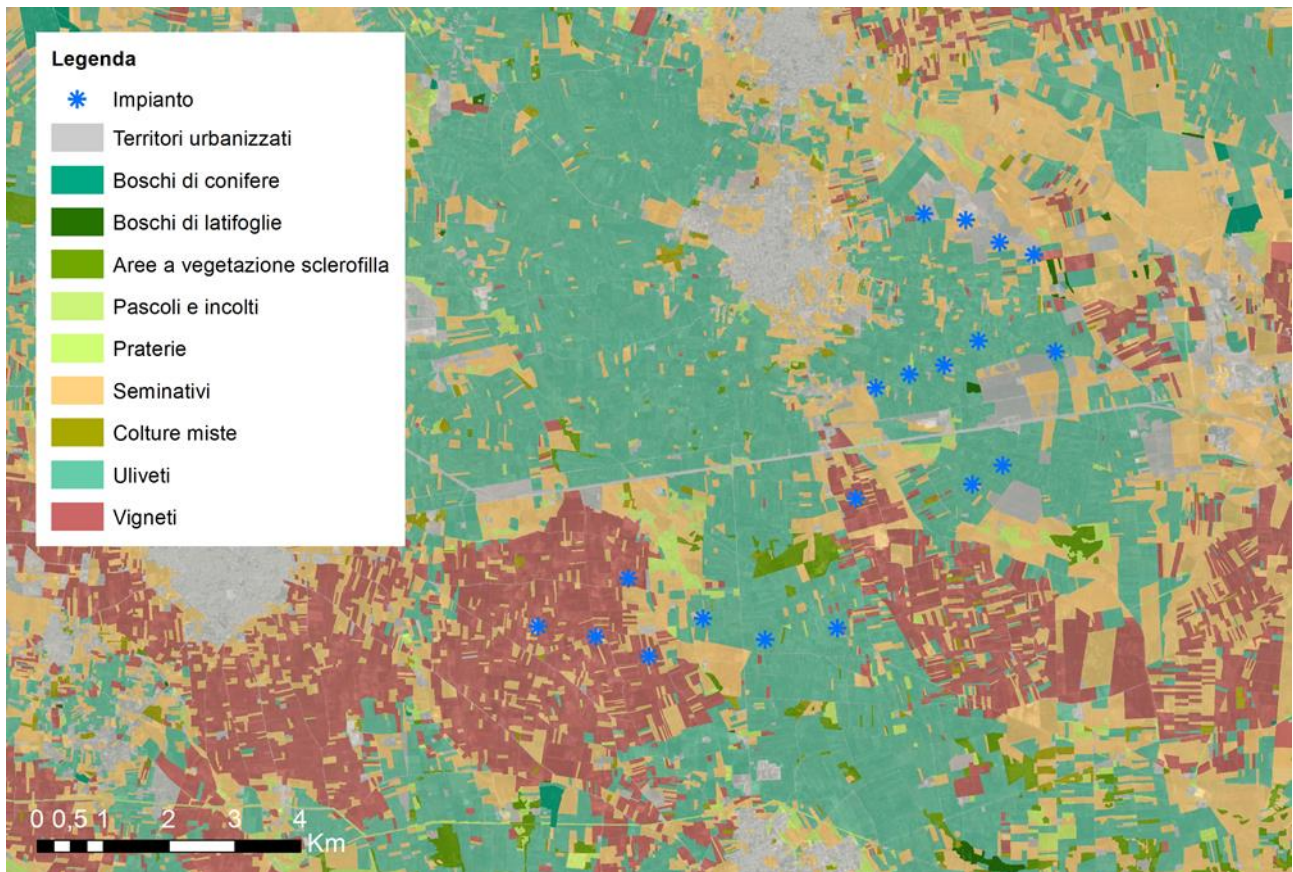 Legenda
Impianto
Territori urbanizzati
Boschi di conifere
Boschi di latifoglie
Aree a vegetazione sclerofilla
Pascoli e incolti
Praterie
Seminativi
Colture miste
Uliveti
Vigneti
0 0,5 1 2 3 4
Km